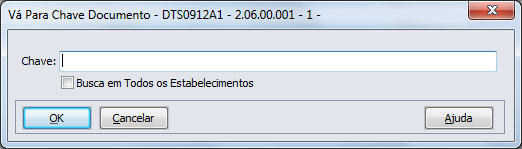 Vá Para Chave Documento - DTS0912A1 - 2.06.00.001 - 1 -
Chave:
Busca em Todos os Estabelecimentos
OK Cancelar Ajuda